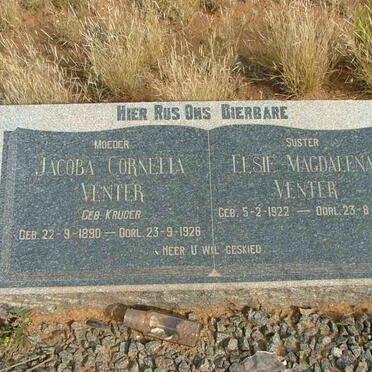 HIER RUS ONS DIERBARE
MOEDER
JACOBA CORNELIA
VENTER
GEB. KRUGER
GEB. 22-9-1890 — OORL. 23-9-1926
SUSTER
ELSIE MAGDALENA
VENTER
GEB. 5-2-1922 — OORL. 23-8
HEER U WIL GESKIED